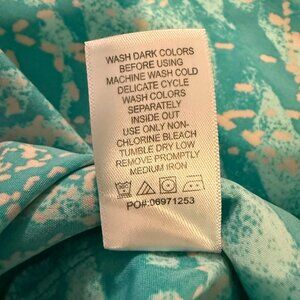 WASH DARK COLORS
BEFORE USING
MACHINE WASH COLD
DELICATE CYCLE
WASH COLORS
SEPARATELY
INSIDE OUT
USE ONLY NON-
CHLORINE BLEACH
TUMBLE DRY LOW
REMOVE PROMPTLY
MEDIUM IRON
PO#:06971253